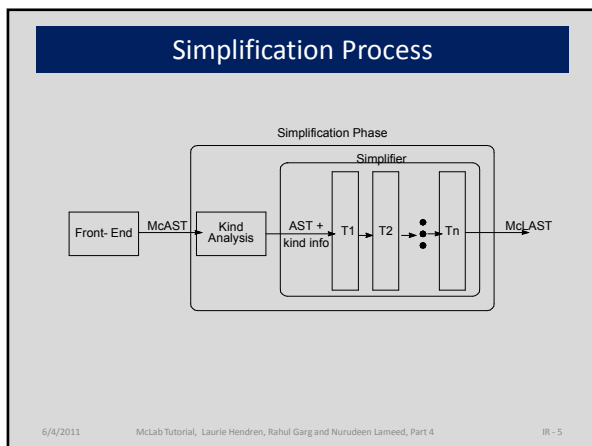 Simplification Process
Simplification Phase
Simplifier
Front- End
McAST
Kind
Analysis
AST +
kind info
T1
T2
Tn
McLAST
6/4/2011
McLab Tutorial, Laurie Hendren, Rahul Garg and Nurudeen Lameed, Part 4
IR - 5